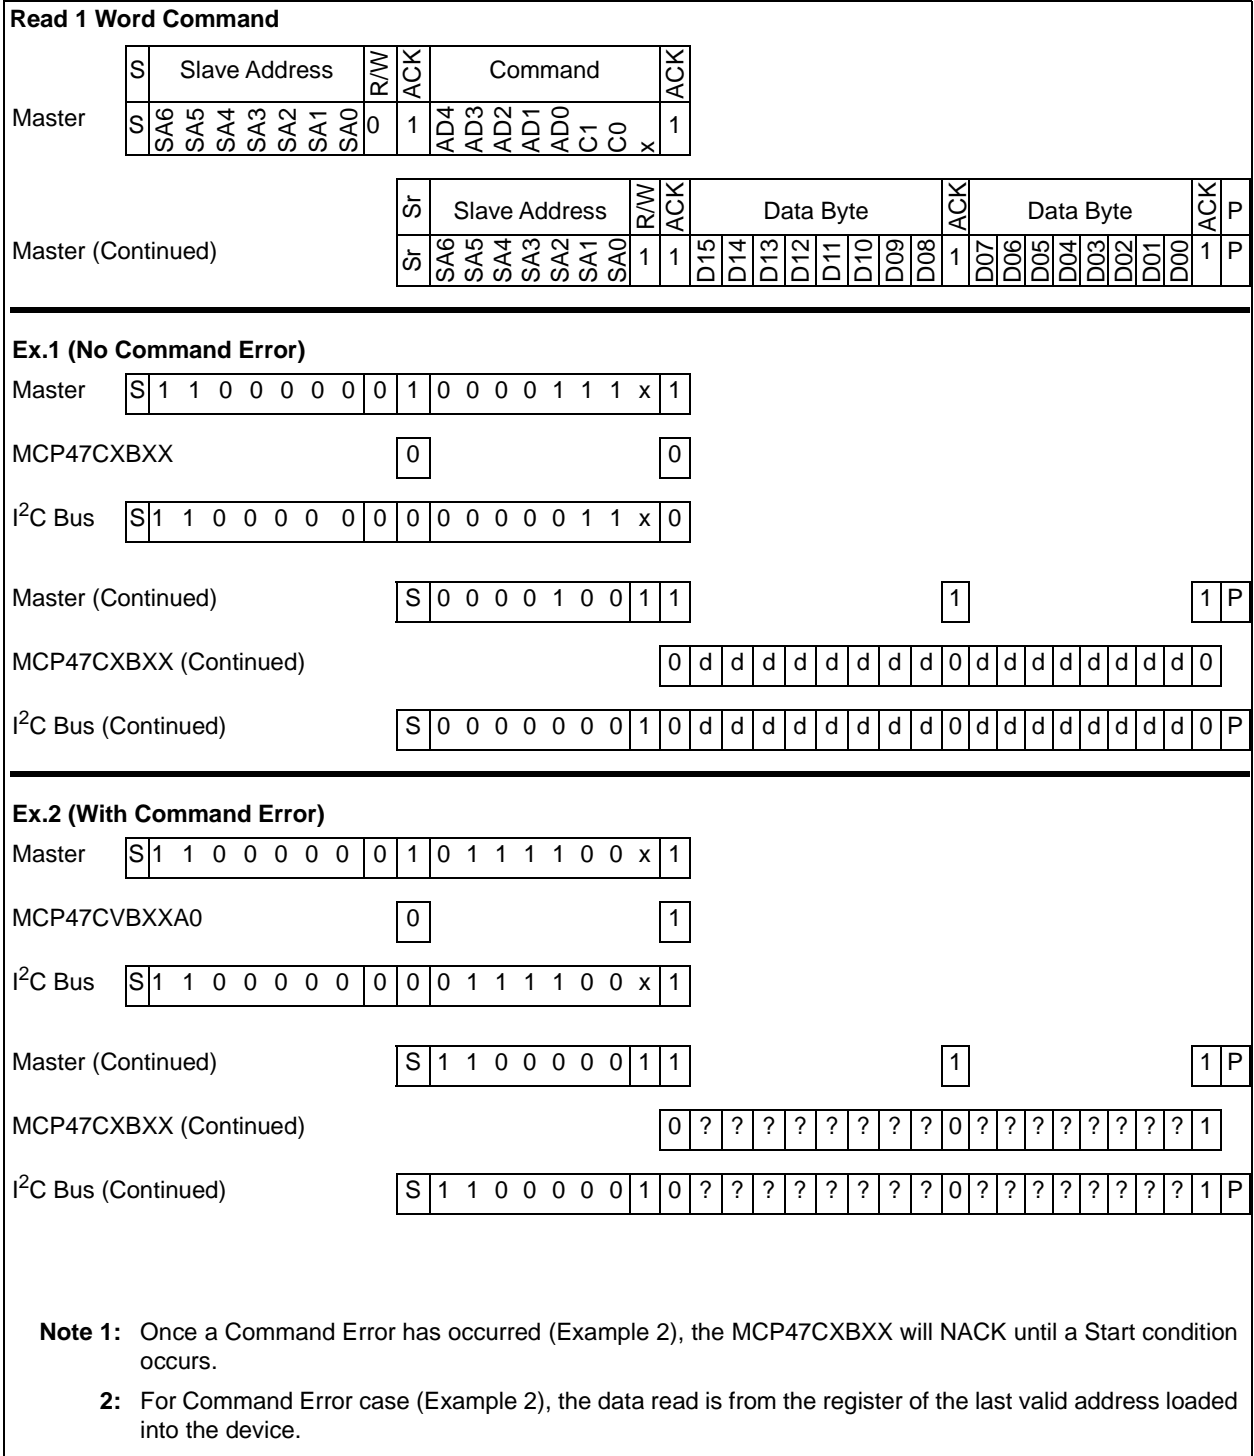 Read 1 Word Command
S Slave Address R/W ACK Command ACK
Master S SA6 SA5 SA4 SA3 SA2 SA1 SA0 0 1 AD4 AD3 AD2 AD1 AD0 C1 C0 x 1
Sr Slave Address R/W ACK Data Byte ACK Data Byte ACK P
Master (Continued) Sr SA6 SA5 SA4 SA3 SA2 SA1 SA0 1 1 D15 D14 D13 D12 D11 D10 D09 D08 1 D07 D06 D05 D04 D03 D02 D01 D00 1 P
Ex.1 (No Command Error)
Master S 1 1 0 0 0 0 0 0 1 0 0 0 0 1 1 1 x 1
MCP47CXBXX 0 0
I2C Bus S 1 1 0 0 0 0 0 0 0 0 0 0 0 0 1 1 x 0
Master (Continued) S 0 0 0 0 1 0 0 1 1 1 1 P
MCP47CXBXX (Continued) 0 d d d d d d d d 0 d d d d d d d d 0
I2C Bus (Continued) S 0 0 0 0 0 0 0 1 0 d d d d d d d d 0 d d d d d d d d 0 P
Ex.2 (With Command Error)
Master S 1 1 0 0 0 0 0 0 1 0 1 1 1 1 0 0 x 1
MCP47CVBXXA0 0 1
I2C Bus S 1 1 0 0 0 0 0 0 0 0 1 1 1 1 0 0 x 1
Master (Continued) S 1 1 0 0 0 0 0 1 1 1 1 P
MCP47CXBXX (Continued) 0 ? ? ? ? ? ? ? ? 0 ? ? ? ? ? ? ? ? 1
I2C Bus (Continued) S 1 1 0 0 0 0 0 1 0 ? ? ? ? ? ? ? ? 0 ? ? ? ? ? ? ? ? 1 P
Note 1: Once a Command Error has occurred (Example 2), the MCP47CXBXX will NACK until a Start condition
occurs.
2: For Command Error case (Example 2), the data read is from the register of the last valid address loaded
into the device.